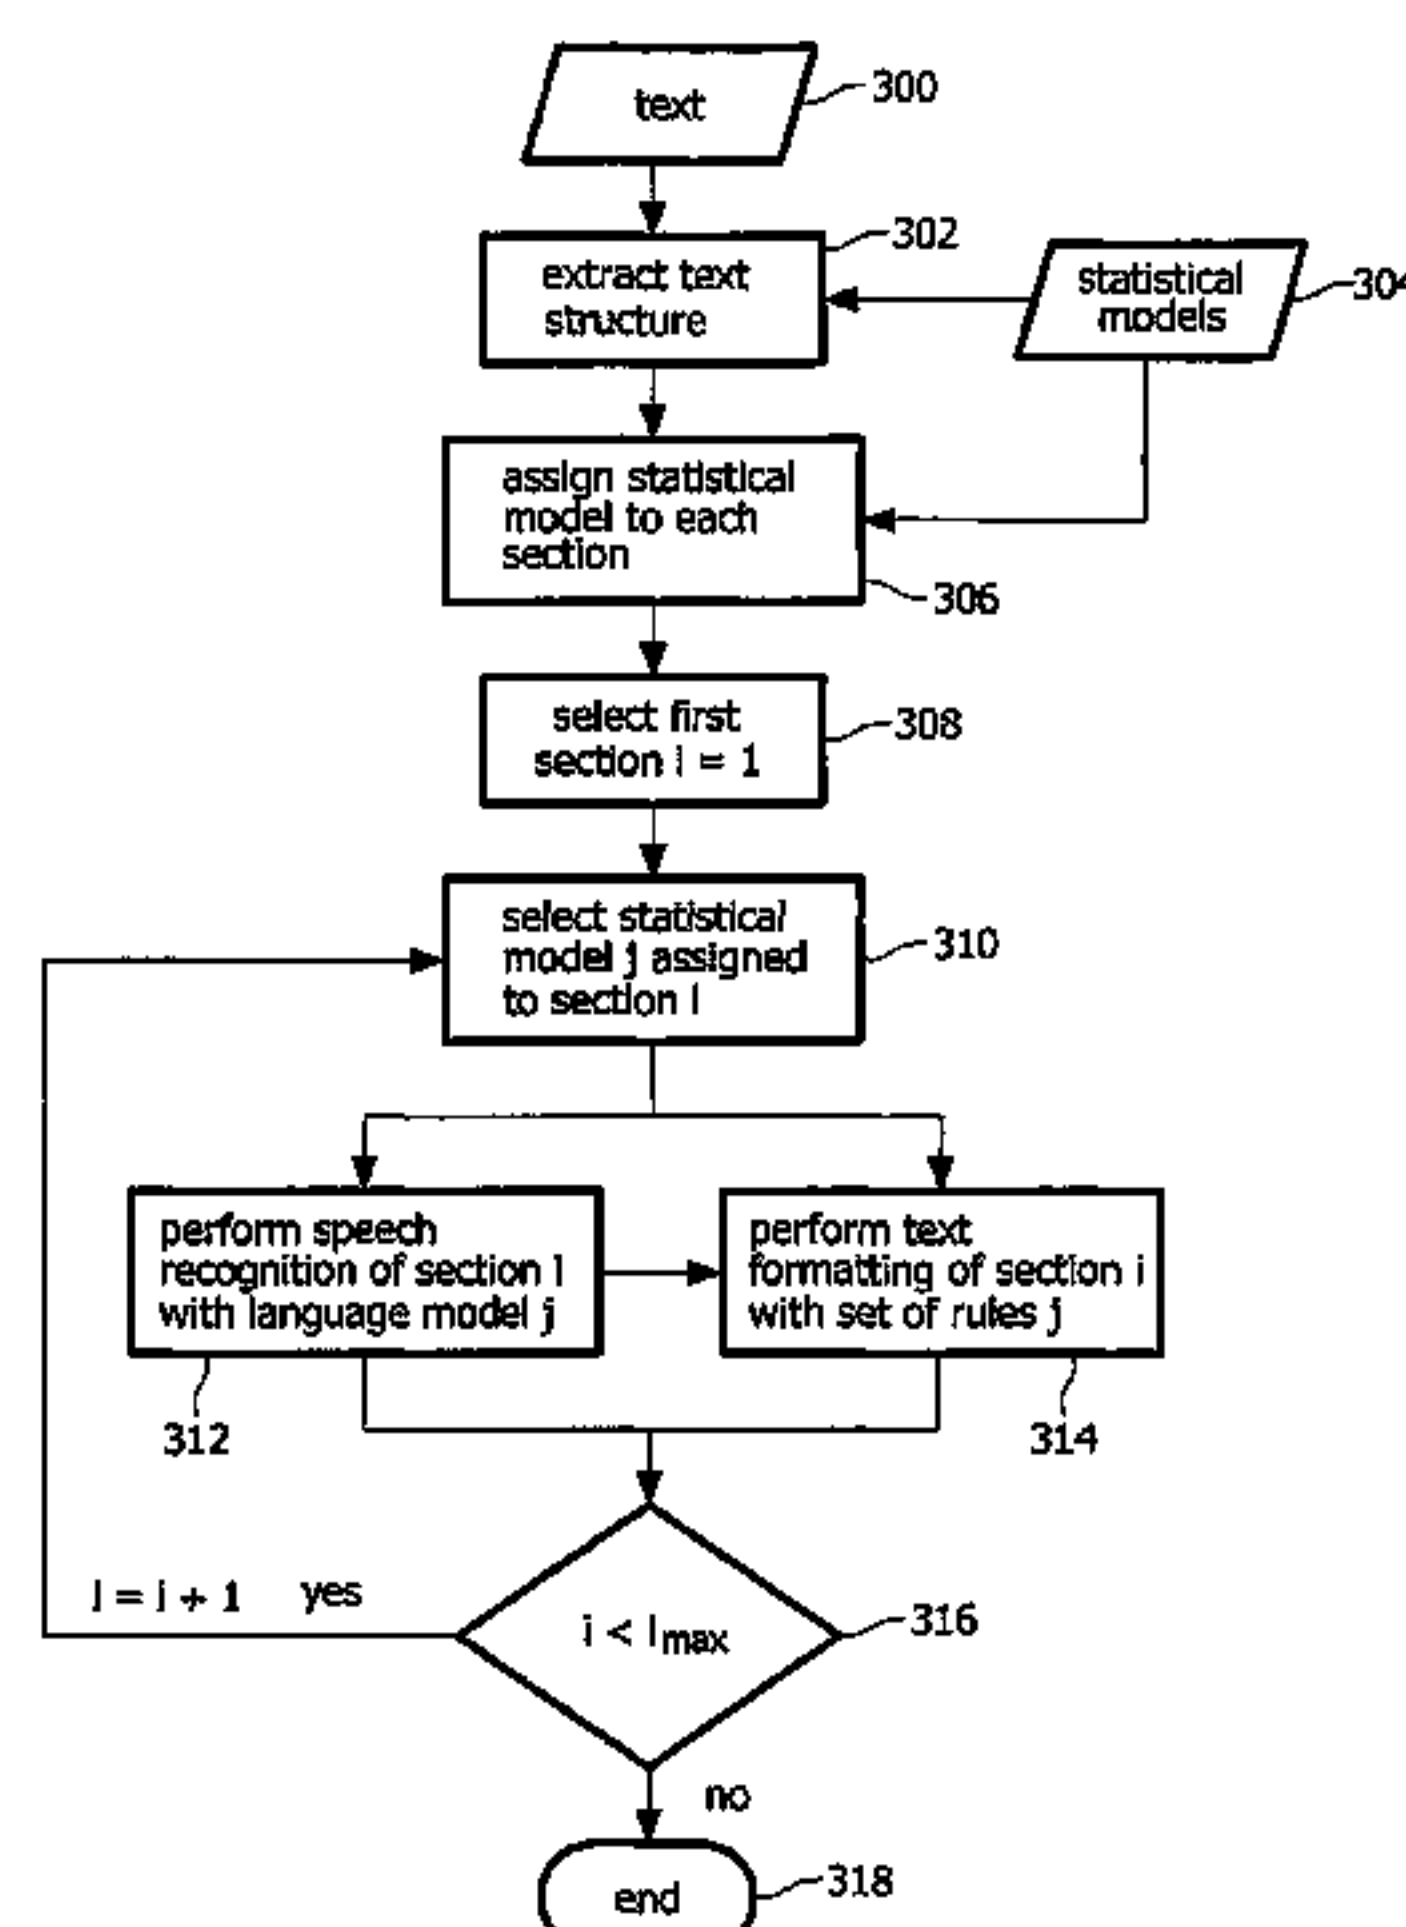 text
300
extract text
structure
302
statistical
models
304
assign statistical
model to each
section
306
select first
section i = 1
308
select statistical
model j assigned
to section i
310
perform speech
recognition of section i
with language model j
312
perform text
formatting of section i
with set of rules j
314
i = i + 1 yes
i < imax
316
no
end
318